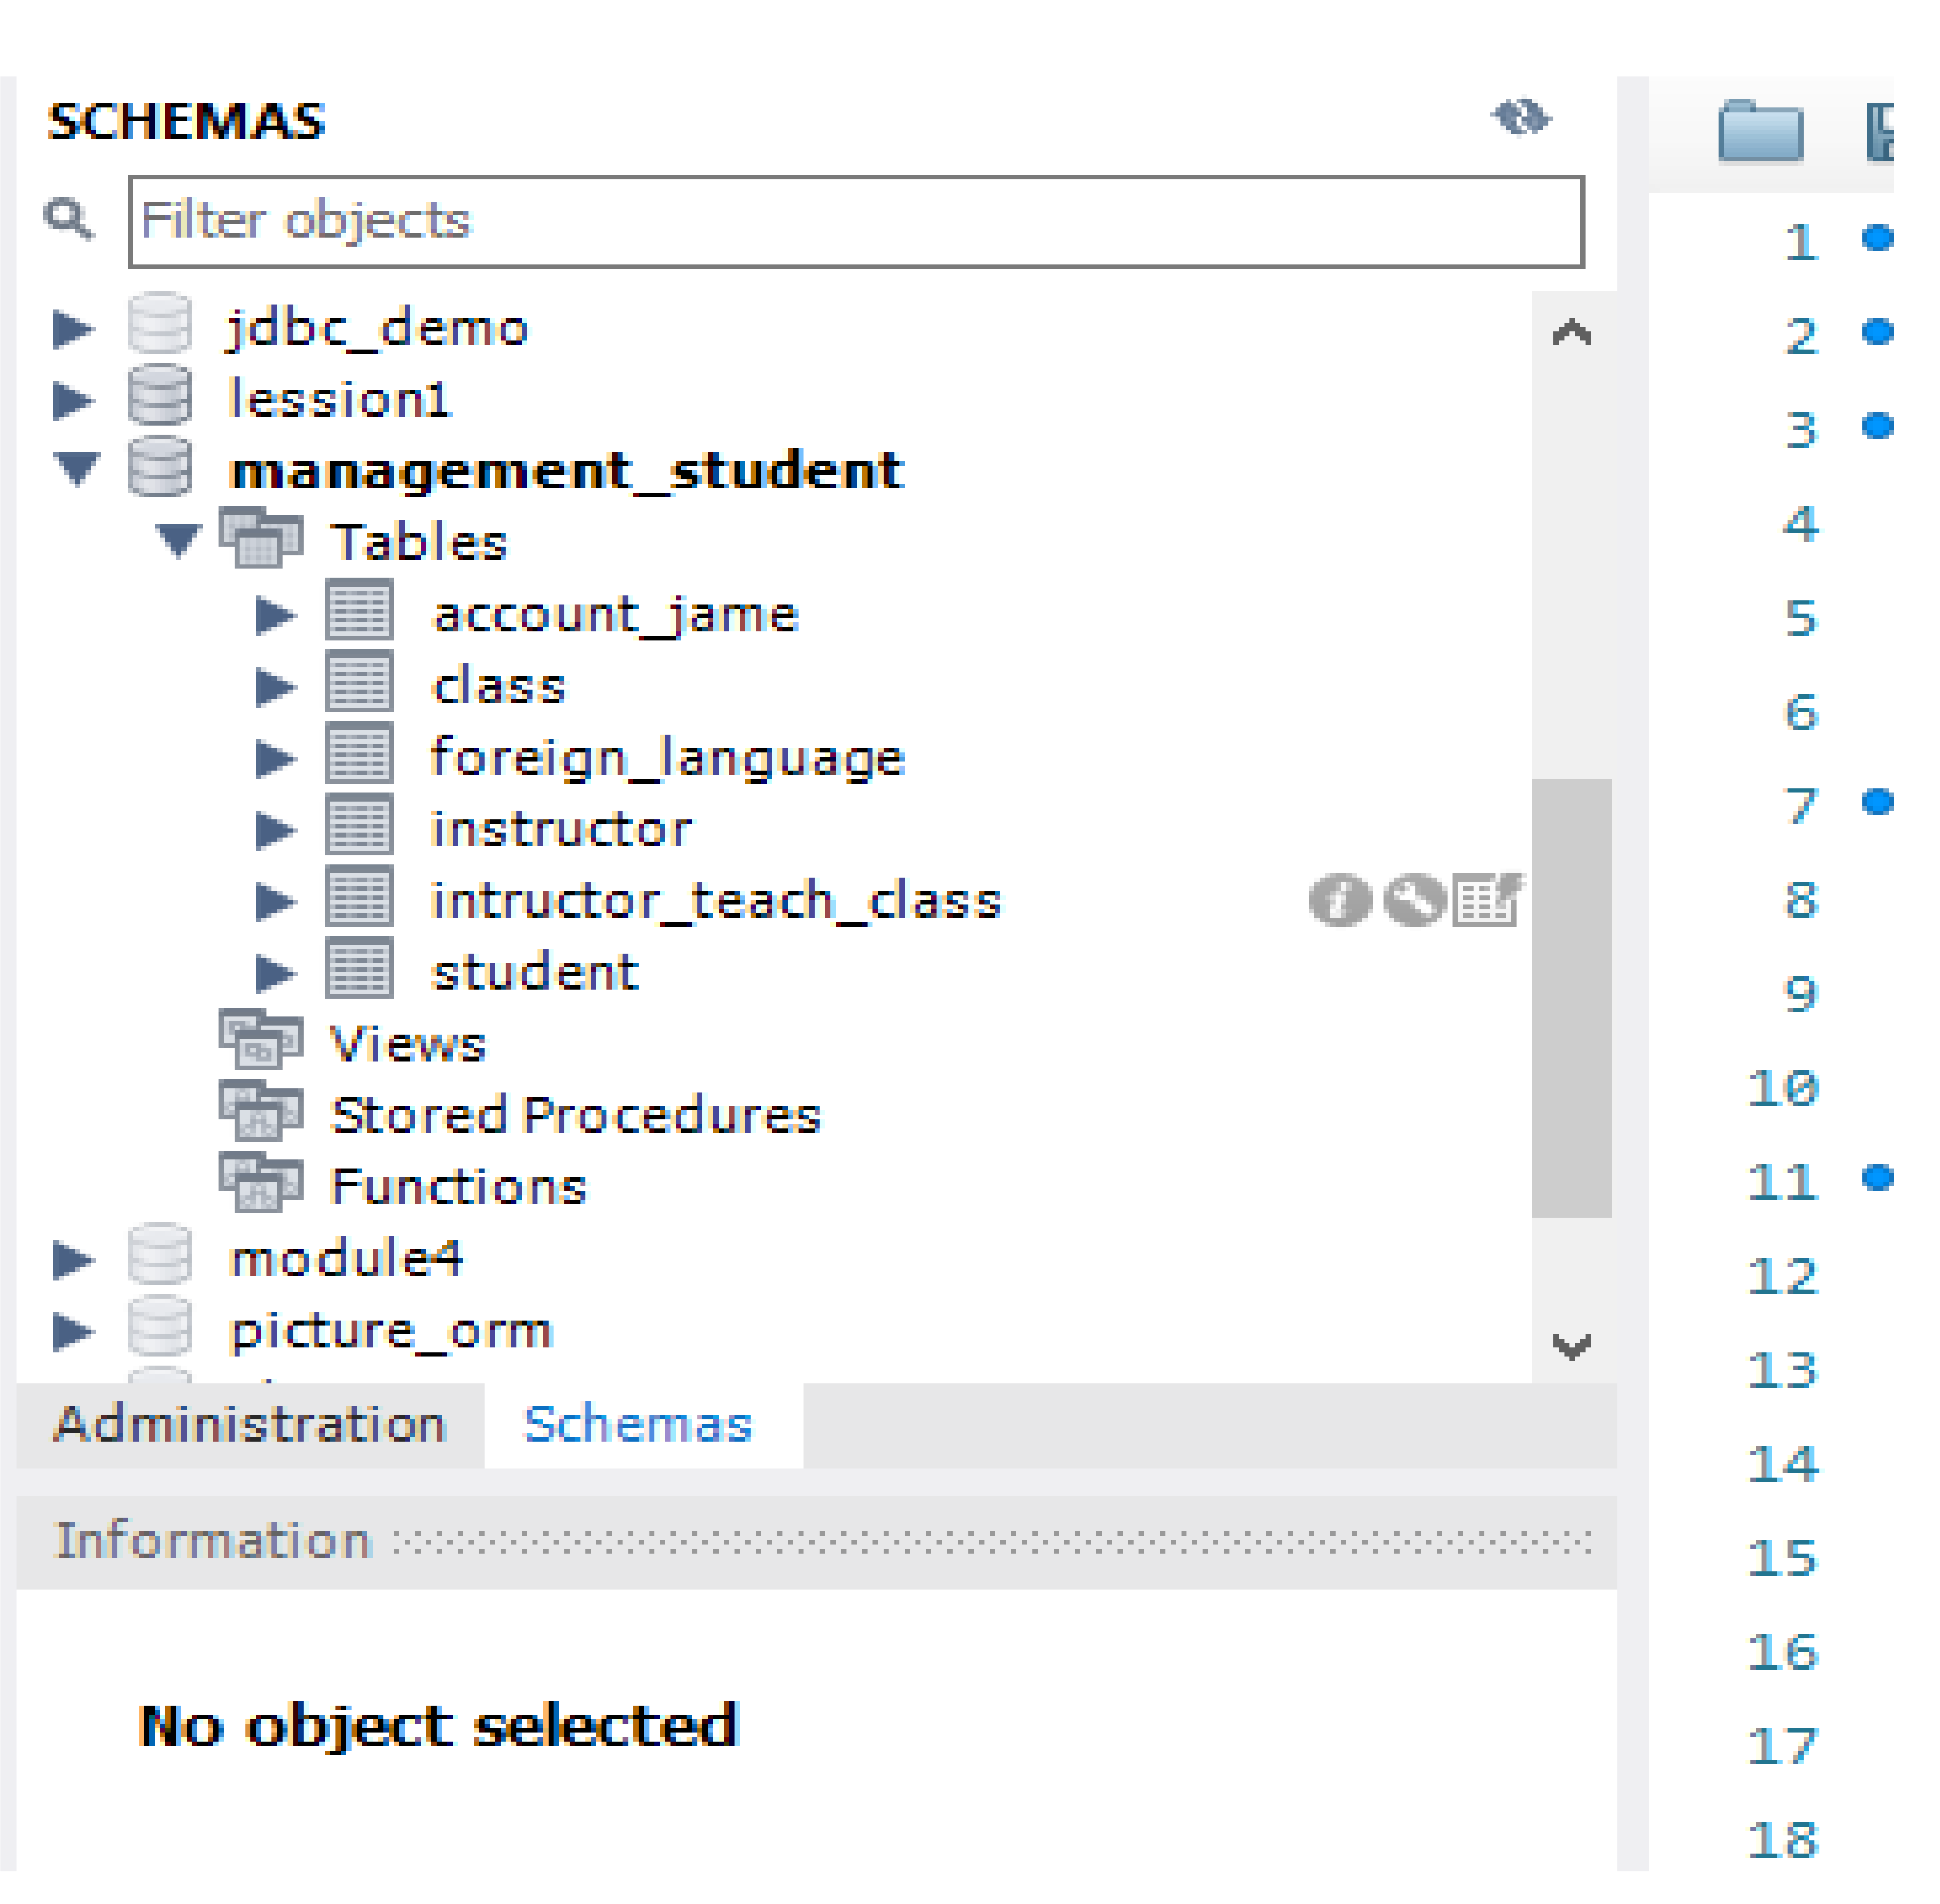 SCHEMAS
Filter objects
jdbc_demo
lession1
management_student
Tables
account_jame
class
foreign_language
instructor
intructor_teach_class
student
Views
Stored Procedures
Functions
module4
picture_orm
Administration Schemas
Information
No object selected
1
2
3
4
5
6
7
8
9
10
11
12
13
14
15
16
17
18